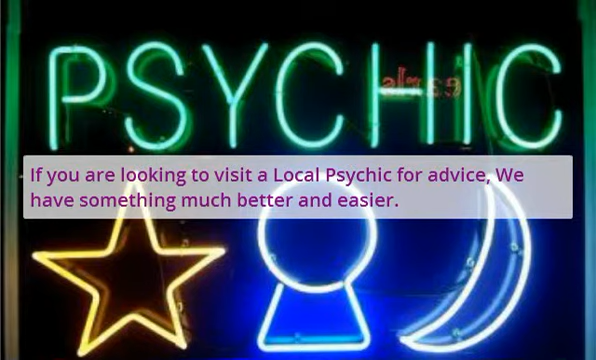 PSYCHIC
If you are looking to visit a Local Psychic for advice, We
have something much better and easier.